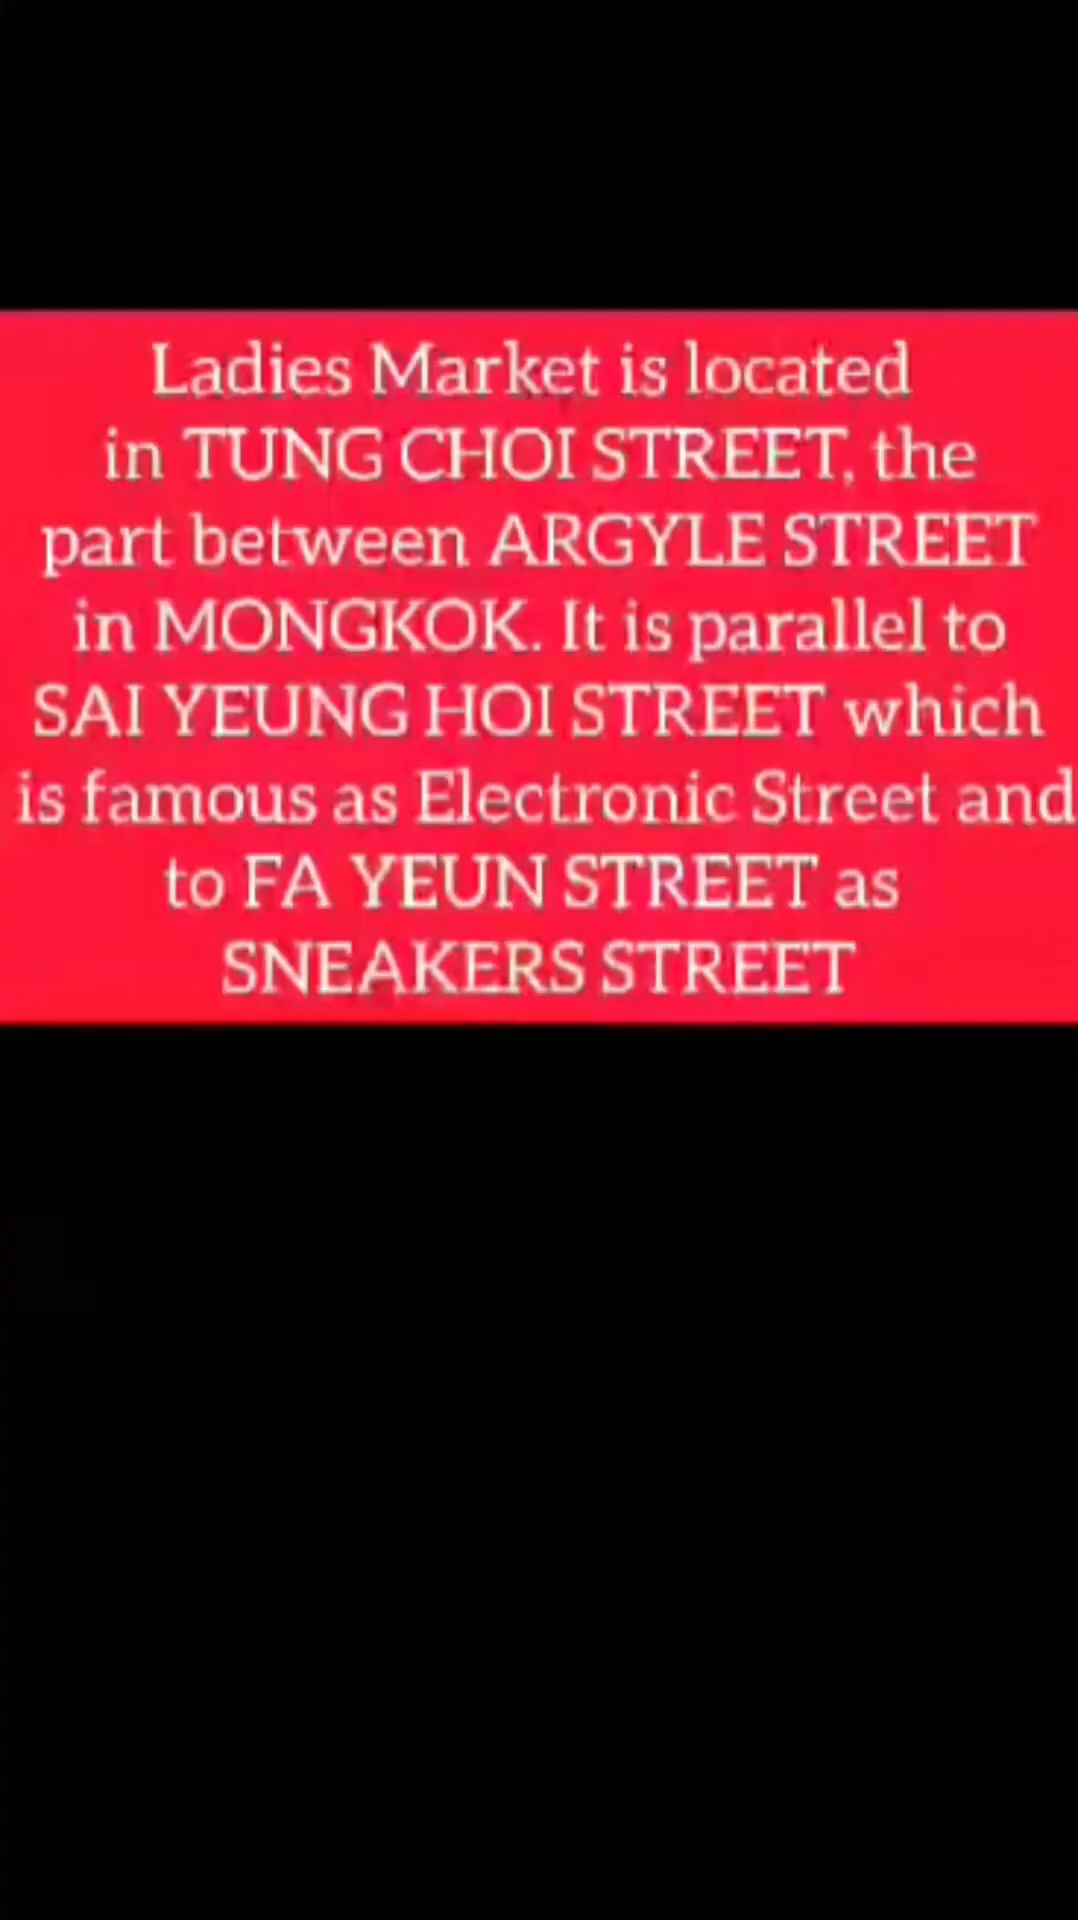 Ladies Market is located
in TUNG CHOI STREET, the
part between ARGYLE STREET
in MONGKOK. It is parallel to
SAI YEUNG HOI STREET which
is famous as Electronic Street and
to FA YEUN STREET as
SNEAKERS STREET